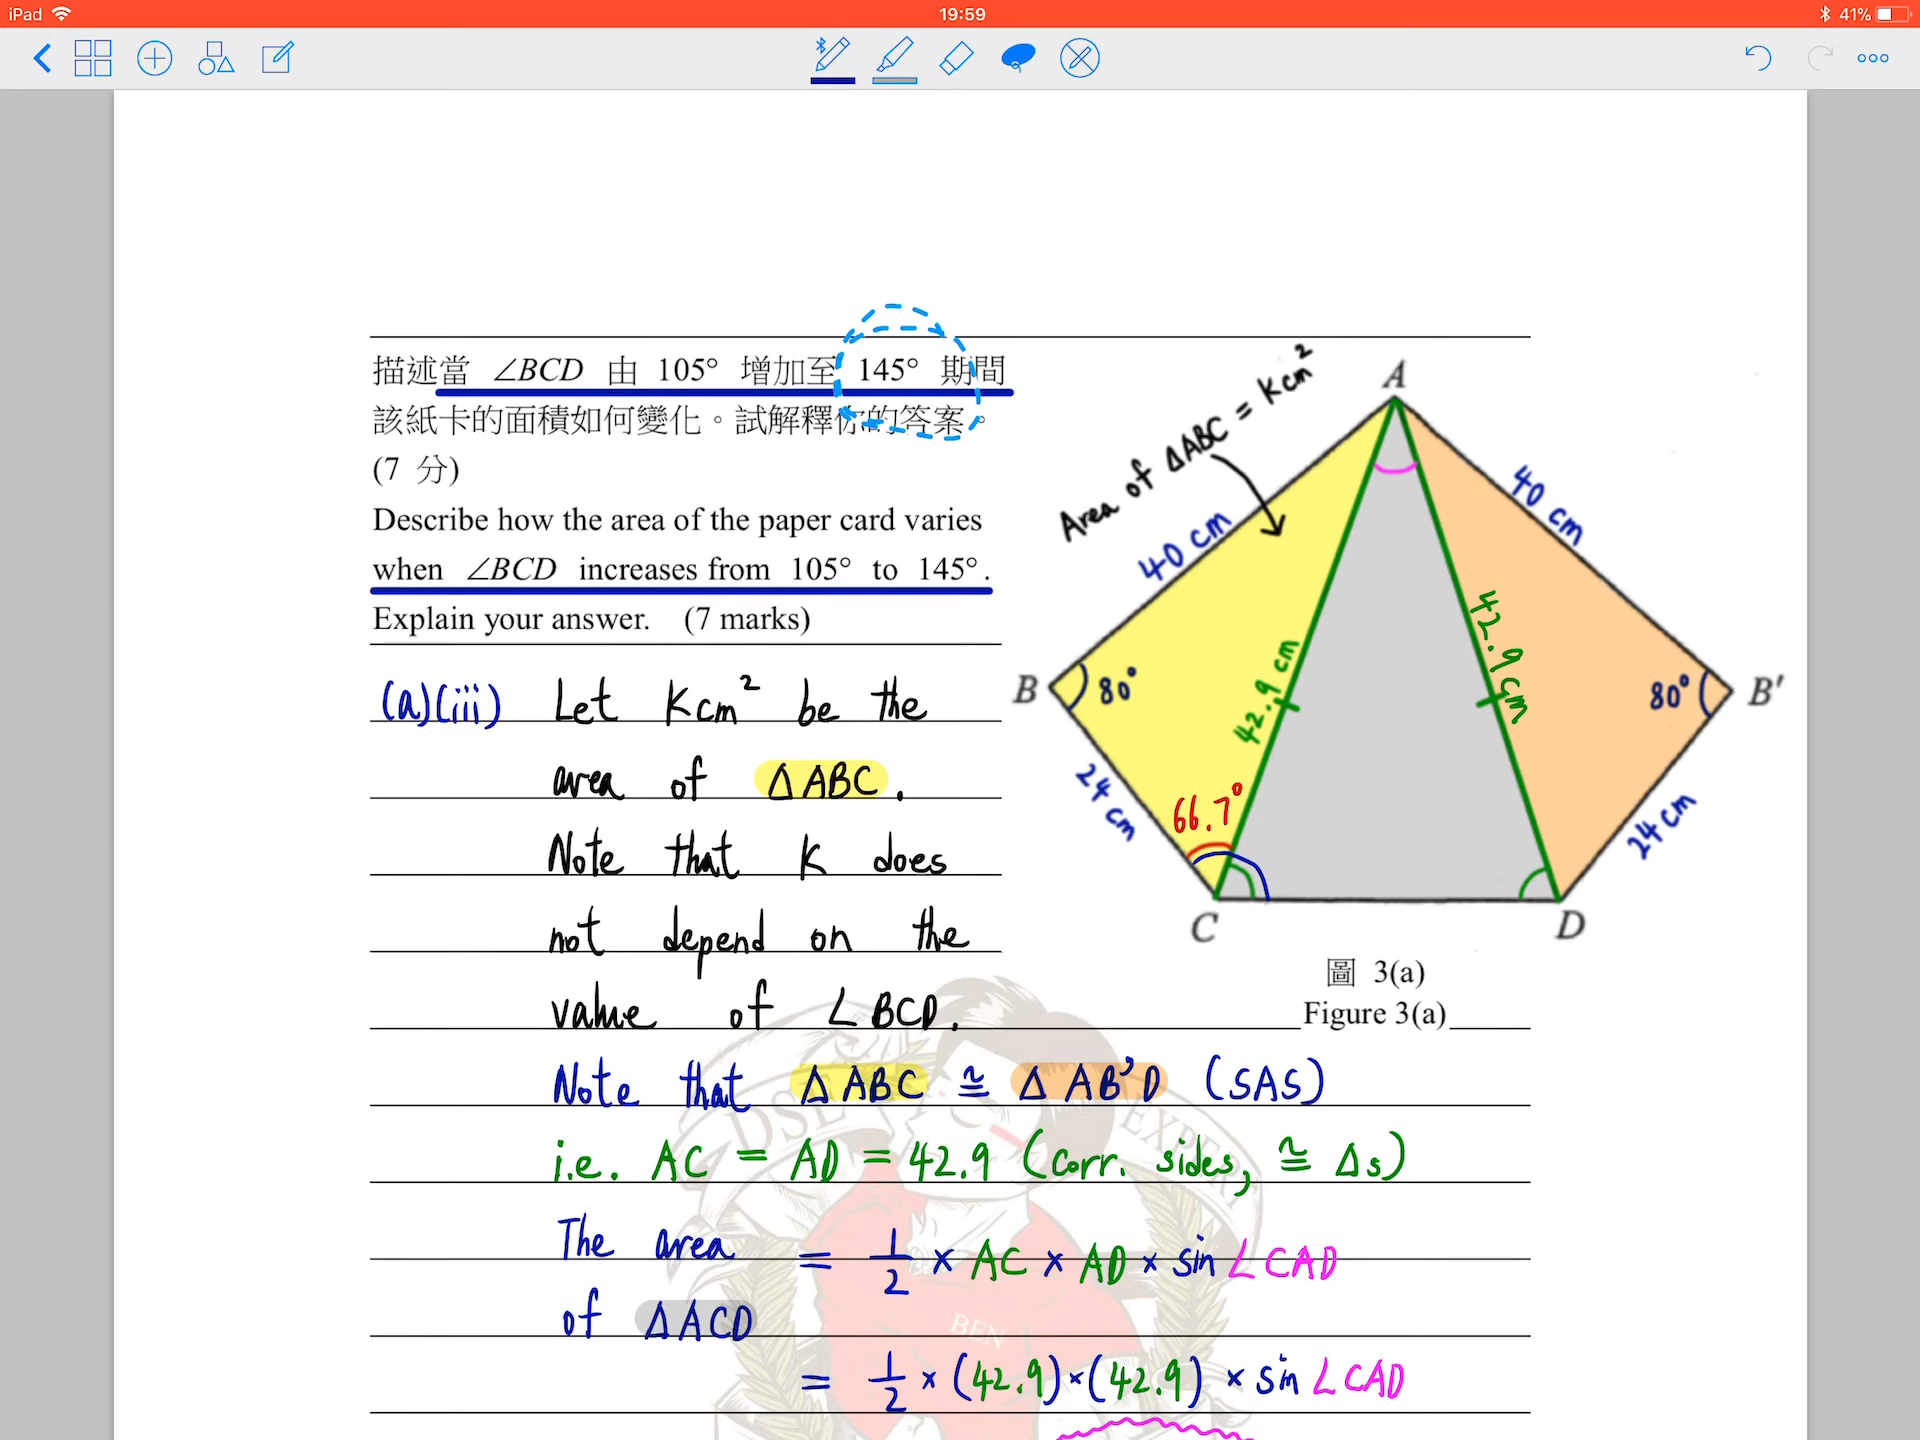 iPad 19:59 41%
描述當 ∠BCD 由 105° 增加至 145° 期間
該紙卡的面積如何變化。試解釋你的答案。
(7 分)
Describe how the area of the paper card varies
when ∠BCD increases from 105° to 145°.
Explain your answer. (7 marks)
A
Area of ΔABC = K cm²
40 cm
40 cm
B
80°
42.9 cm
42.9 cm
80°
B'
24 cm
66.7°
24 cm
C
D
圖 3(a)
Figure 3(a)
(a)(iii) Let K cm² be the
area of ΔABC.
Note that K does
not depend on the
value of ∠BCD.
Note that ΔABC ≅ ΔAB'D (SAS)
i.e. AC = AD = 42.9 (corr. sides, ≅ Δs)
The area = 1/2 × AC × AD × sin ∠CAD
of ΔACD
= 1/2 × (42.9) × (42.9) × sin ∠CAD
DSE EXPERT
BEN